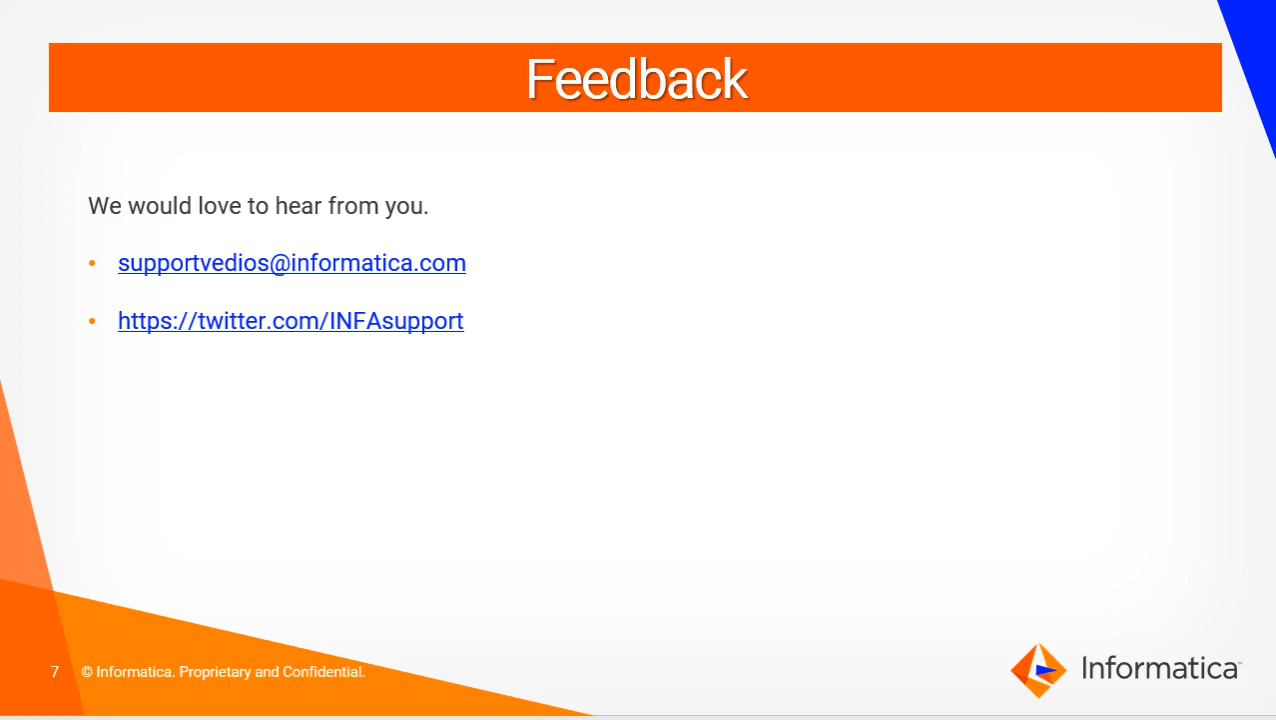 Feedback
We would love to hear from you.
• supportvedios@informatica.com
• https://twitter.com/INFAsupport
7 © Informatica. Proprietary and Confidential.
Informatica™